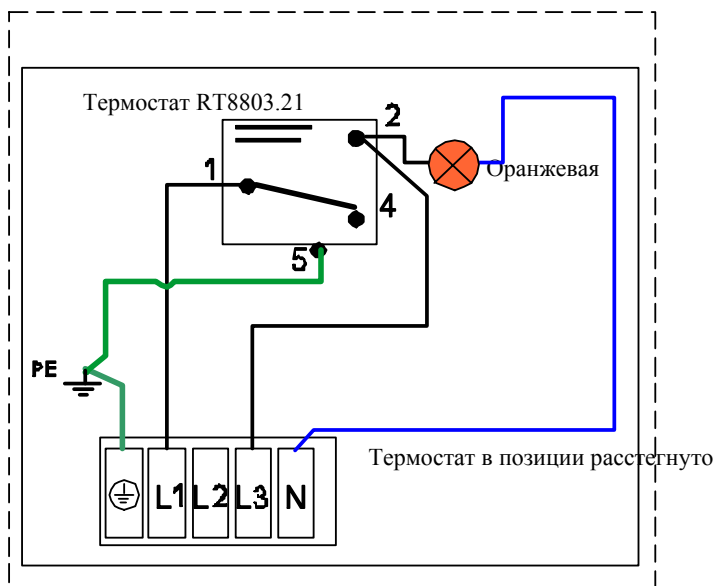 Термостат RT8803.21
2
Оранжевая
1
4
5
PE
Термостат в позиции расстегнуто
L1 L2 L3 N